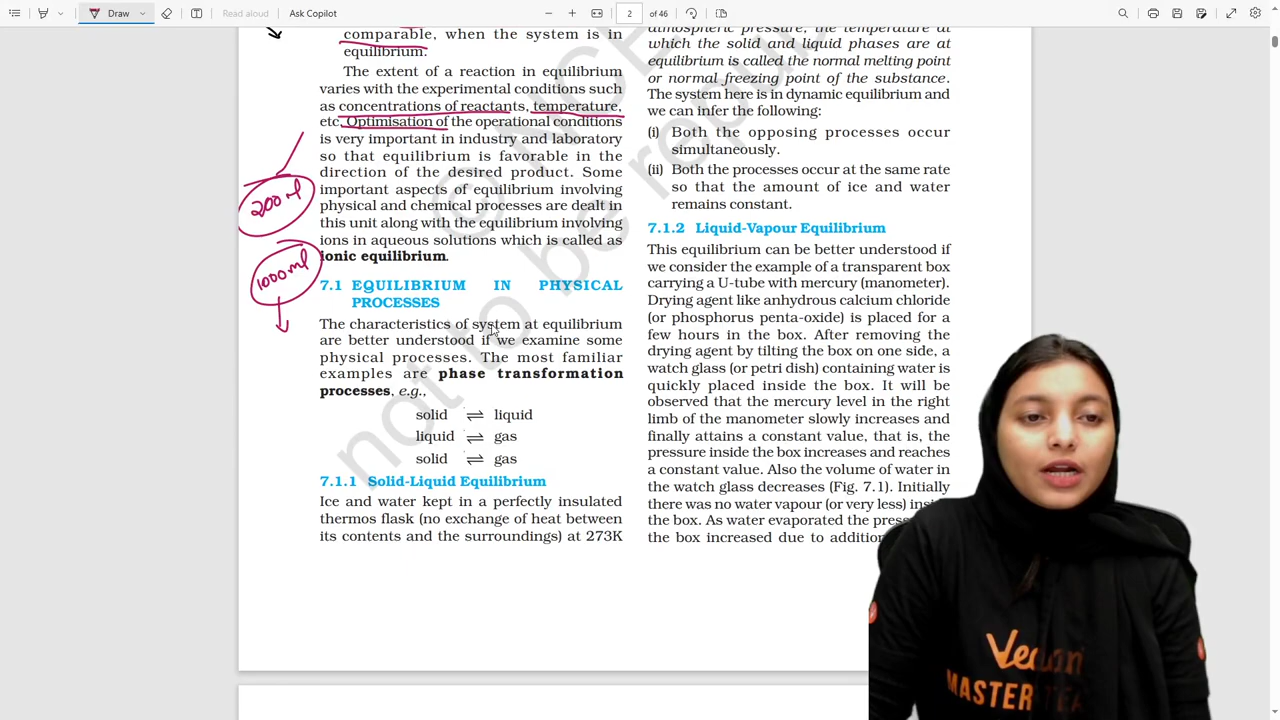 Draw
Read aloud
Ask Copilot
2
of 46
comparable, when the system is in
equilibrium.
The extent of a reaction in equilibrium
varies with the experimental conditions such
as concentrations of reactants, temperature,
etc. Optimisation of the operational conditions
is very important in industry and laboratory
so that equilibrium is favorable in the
direction of the desired product. Some
important aspects of equilibrium involving
physical and chemical processes are dealt in
this unit along with the equilibrium involving
ions in aqueous solutions which is called as
ionic equilibrium.
200 ml
1000 ml
7.1 EQUILIBRIUM IN PHYSICAL
PROCESSES
The characteristics of system at equilibrium
are better understood if we examine some
physical processes. The most familiar
examples are phase transformation
processes, e.g.,
solid ⇌ liquid
liquid ⇌ gas
solid ⇌ gas
7.1.1 Solid-Liquid Equilibrium
Ice and water kept in a perfectly insulated
thermos flask (no exchange of heat between
its contents and the surroundings) at 273K
atmospheric pressure, the temperature at
which the solid and liquid phases are at
equilibrium is called the normal melting point
or normal freezing point of the substance.
The system here is in dynamic equilibrium and
we can infer the following:
(i) Both the opposing processes occur
simultaneously.
(ii) Both the processes occur at the same rate
so that the amount of ice and water
remains constant.
7.1.2 Liquid-Vapour Equilibrium
This equilibrium can be better understood if
we consider the example of a transparent box
carrying a U-tube with mercury (manometer).
Drying agent like anhydrous calcium chloride
(or phosphorus penta-oxide) is placed for a
few hours in the box. After removing the
drying agent by tilting the box on one side, a
watch glass (or petri dish) containing water is
quickly placed inside the box. It will be
observed that the mercury level in the right
limb of the manometer slowly increases and
finally attains a constant value, that is, the
pressure inside the box increases and reaches
a constant value. Also the volume of water in
the watch glass decreases (Fig. 7.1). Initially
there was no water vapour (or very less)
the box. As water evaporated the
the box increased due to addition
not to be
©
MASTER